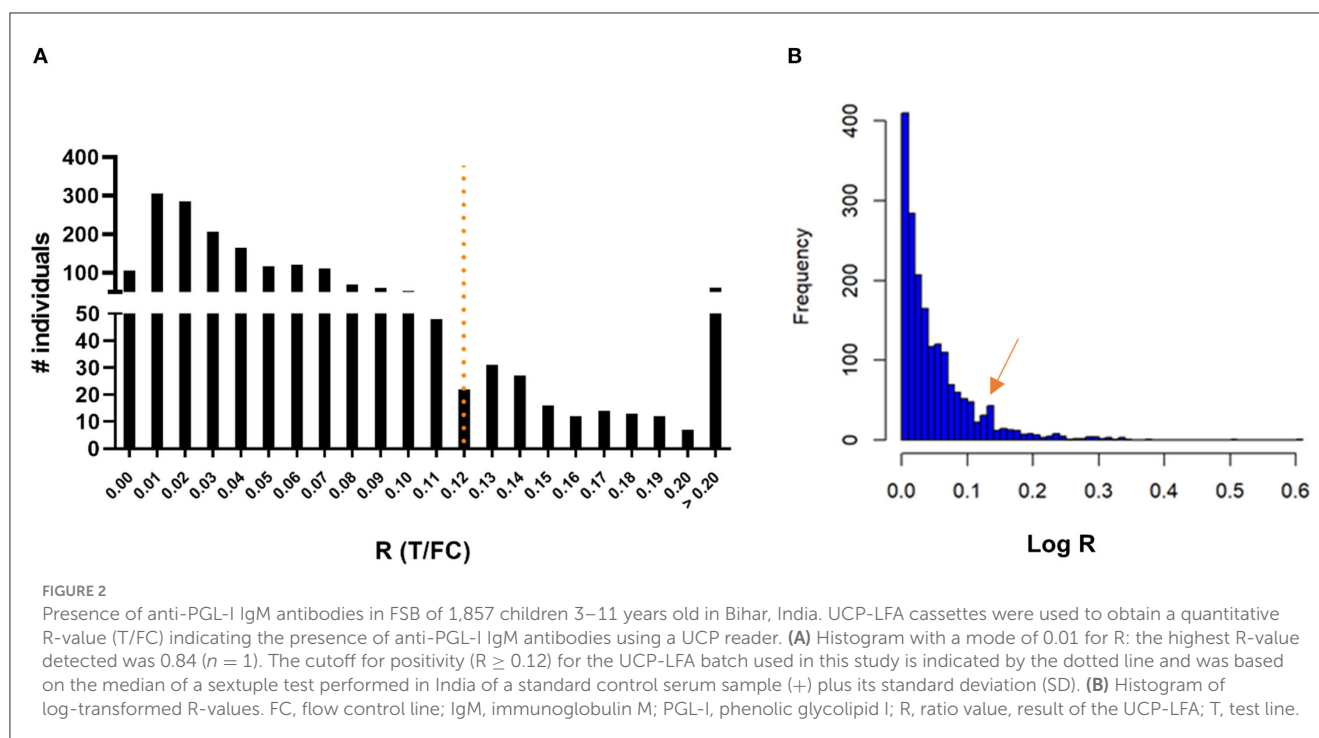 A
B
400
300
200
100
50
40
30
20
10
0
# individuals
0.00 0.01 0.02 0.03 0.04 0.05 0.06 0.07 0.08 0.09 0.10 0.11 0.12 0.13 0.14 0.15 0.16 0.17 0.18 0.19 0.20 > 0.20
R (T/FC)
400
300
200
100
0
Frequency
0.0 0.1 0.2 0.3 0.4 0.5 0.6
Log R
FIGURE 2
Presence of anti-PGL-I IgM antibodies in FSB of 1,857 children 3–11 years old in Bihar, India. UCP-LFA cassettes were used to obtain a quantitative
R-value (T/FC) indicating the presence of anti-PGL-I IgM antibodies using a UCP reader. (A) Histogram with a mode of 0.01 for R: the highest R-value
detected was 0.84 (n = 1). The cutoff for positivity (R ≥ 0.12) for the UCP-LFA batch used in this study is indicated by the dotted line and was based
on the median of a sextuple test performed in India of a standard control serum sample (+) plus its standard deviation (SD). (B) Histogram of
log-transformed R-values. FC, flow control line; IgM, immunoglobulin M; PGL-I, phenolic glycolipid I; R, ratio value, result of the UCP-LFA; T, test line.